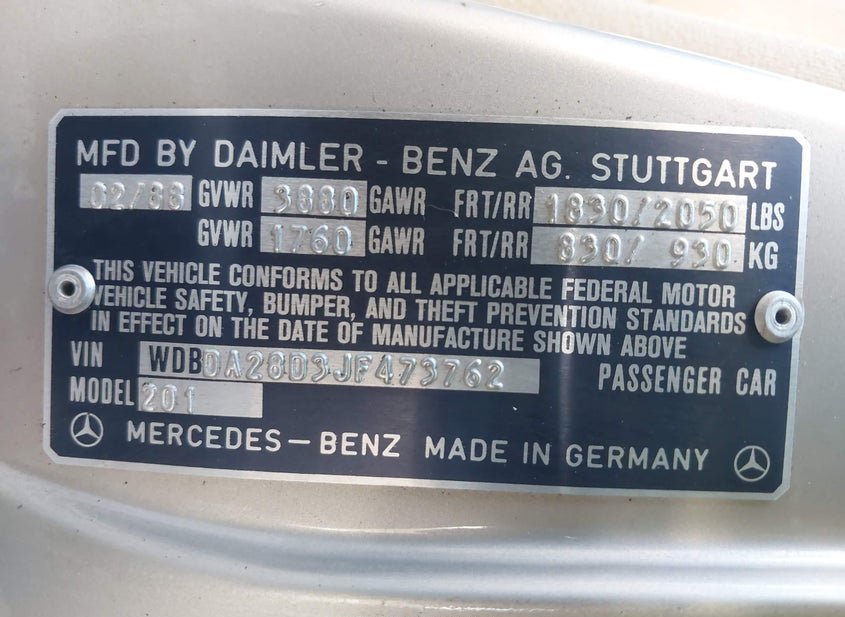 MFD BY DAIMLER - BENZ AG. STUTTGART
02/88 GVWR 3880 GAWR FRT/RR 1830/2050 LBS
GVWR 1760 GAWR FRT/RR 830/ 930 KG
THIS VEHICLE CONFORMS TO ALL APPLICABLE FEDERAL MOTOR
VEHICLE SAFETY, BUMPER, AND THEFT PREVENTION STANDARDS
IN EFFECT ON THE DATE OF MANUFACTURE SHOWN ABOVE
VIN WDBDA28D3JF473762 PASSENGER CAR
MODEL 201
MERCEDES-BENZ MADE IN GERMANY